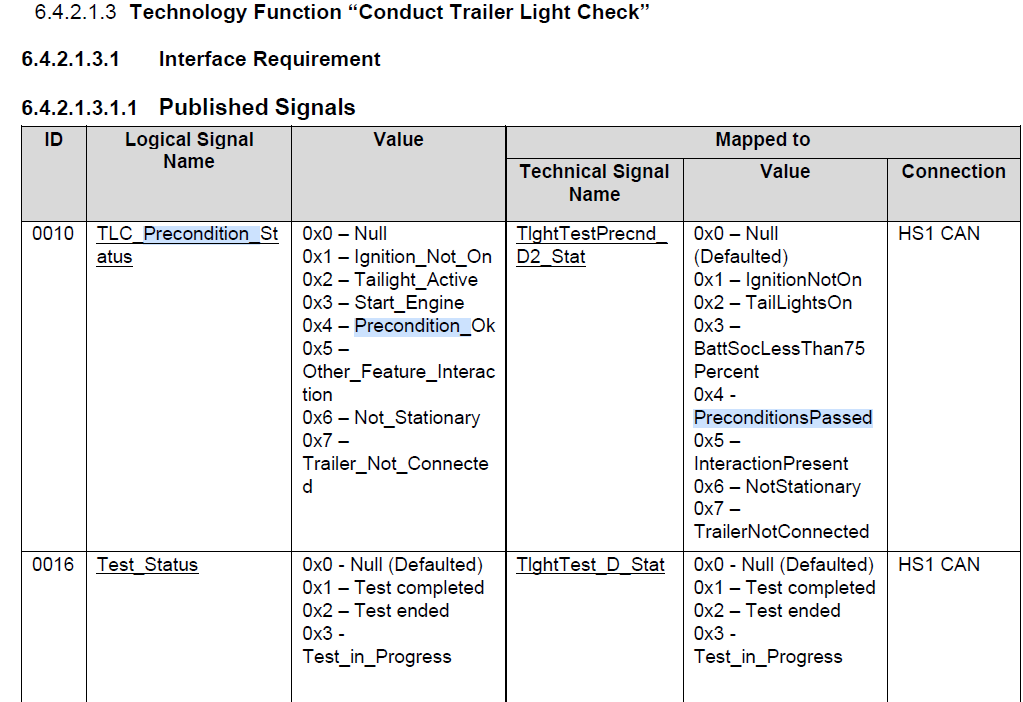 6.4.2.1.3 Technology Function “Conduct Trailer Light Check”
6.4.2.1.3.1 Interface Requirement
6.4.2.1.3.1.1 Published Signals
ID
Logical Signal
Name
Value
Mapped to
Technical Signal
Name
Value
Connection
0010
TLC_Precondition_St
atus
0x0 – Null
0x1 – Ignition_Not_On
0x2 – Tailight_Active
0x3 – Start_Engine
0x4 – Precondition_Ok
0x5 –
Other_Feature_Interac
tion
0x6 – Not_Stationary
0x7 –
Trailer_Not_Connecte
d
TlghtTestPrecnd_
D2_Stat
0x0 – Null
(Defaulted)
0x1 – IgnitionNotOn
0x2 – TailLightsOn
0x3 –
BattSocLessThan75
Percent
0x4 -
PreconditionsPassed
0x5 –
InteractionPresent
0x6 – NotStationary
0x7 –
TrailerNotConnected
HS1 CAN
0016
Test_Status
0x0 - Null (Defaulted)
0x1 – Test completed
0x2 – Test ended
0x3 -
Test_in_Progress
TlghtTest_D_Stat
0x0 - Null (Defaulted)
0x1 – Test completed
0x2 – Test ended
0x3 -
Test_in_Progress
HS1 CAN